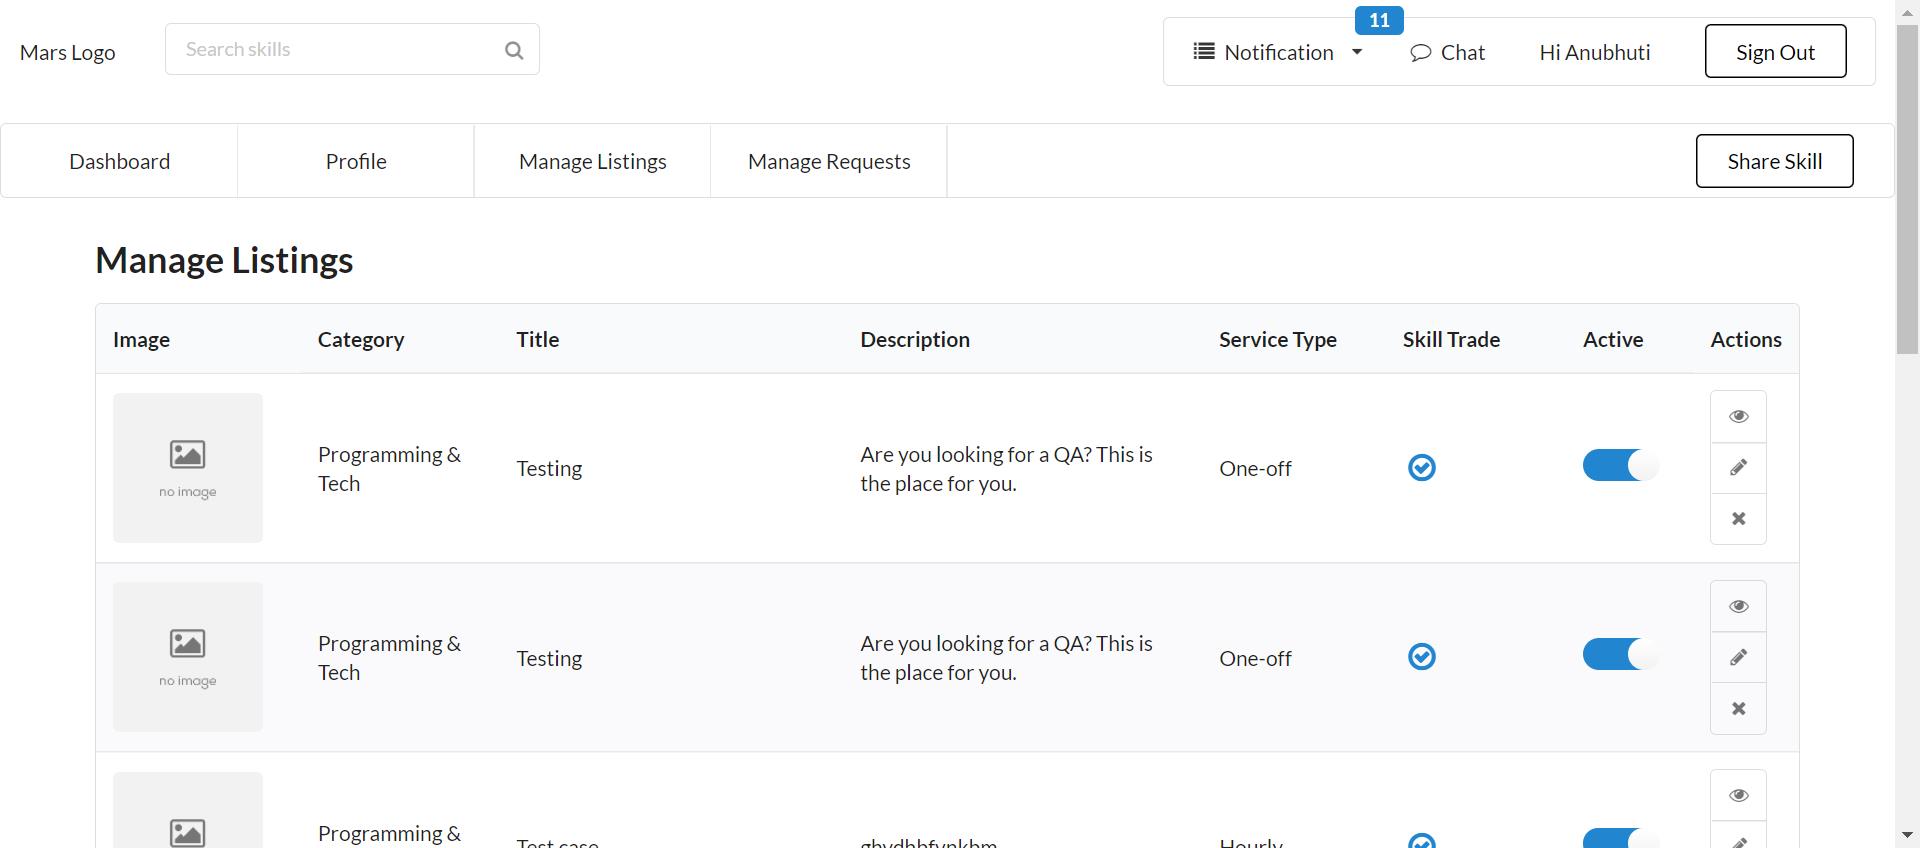 Mars Logo
Search skills
11
Notification
Chat
Hi Anubhuti
Sign Out
Dashboard
Profile
Manage Listings
Manage Requests
Share Skill
Manage Listings
Image
Category
Title
Description
Service Type
Skill Trade
Active
Actions
no image
Programming &
Tech
Testing
Are you looking for a QA? This is
the place for you.
One-off
no image
Programming &
Tech
Testing
Are you looking for a QA? This is
the place for you.
One-off
Programming &
Test case
Hourly